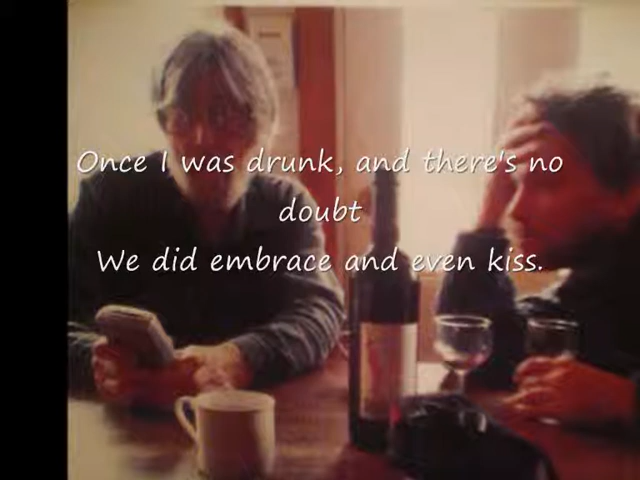 Once I was drunk, and there's no
doubt
We did embrace and even kiss.